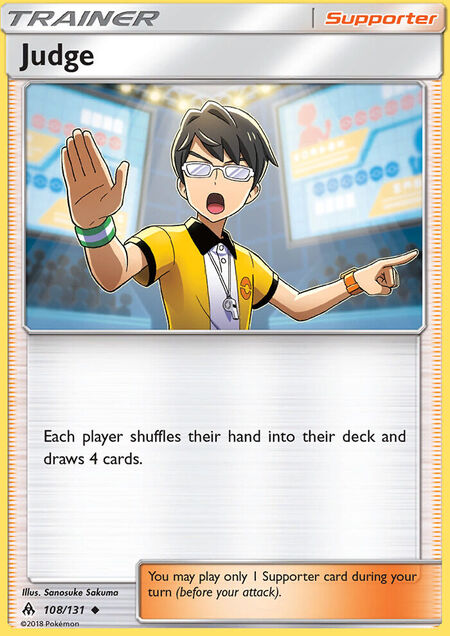 TRAINER
Supporter
Judge
Each player shuffles their hand into their deck and
draws 4 cards.
Illus. Sanosuke Sakuma
108/131
©2018 Pokémon
You may play only 1 Supporter card during your
turn (before your attack).